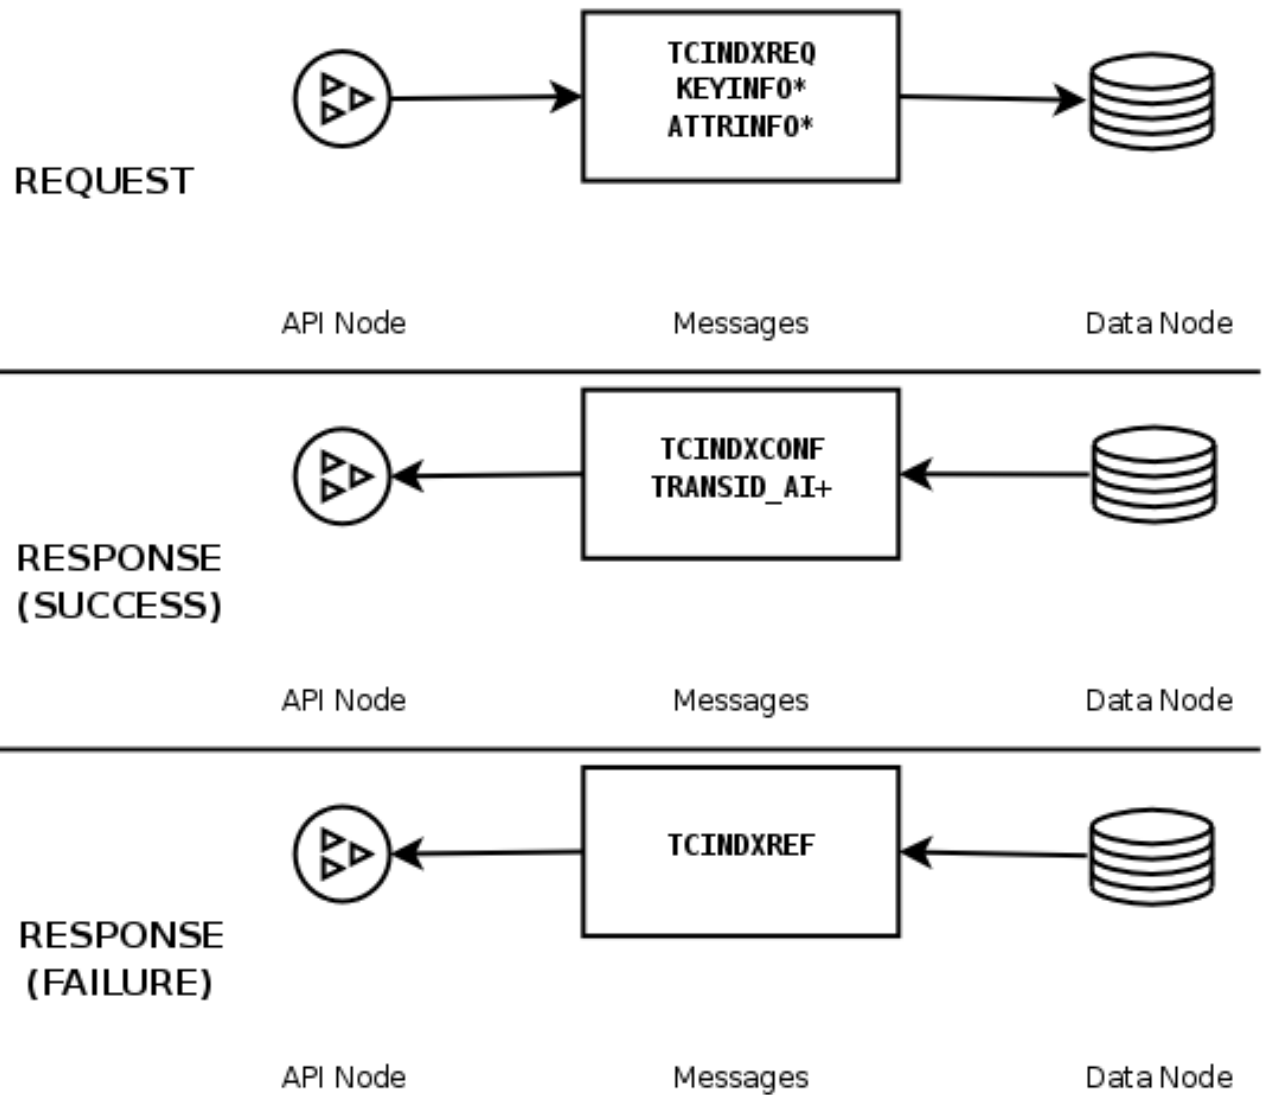 TCINDXREQ
KEYINFO*
ATTRINFO*
REQUEST
API Node
Messages
Data Node
TCINDXCONF
TRANSID_AI+
RESPONSE
(SUCCESS)
API Node
Messages
Data Node
TCINDXREF
RESPONSE
(FAILURE)
API Node
Messages
Data Node